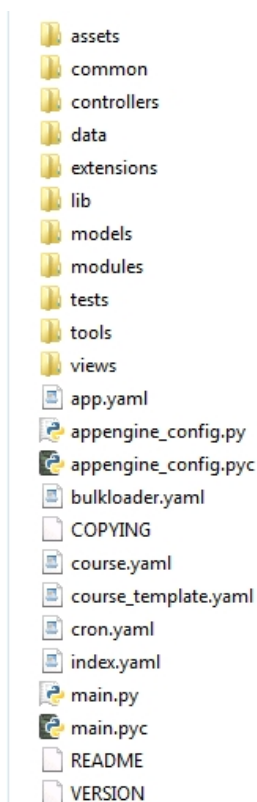 assets
common
controllers
data
extensions
lib
models
modules
tests
tools
views
app.yaml
appengine_config.py
appengine_config.pyc
bulkloader.yaml
COPYING
course.yaml
course_template.yaml
cron.yaml
index.yaml
main.py
main.pyc
README
VERSION